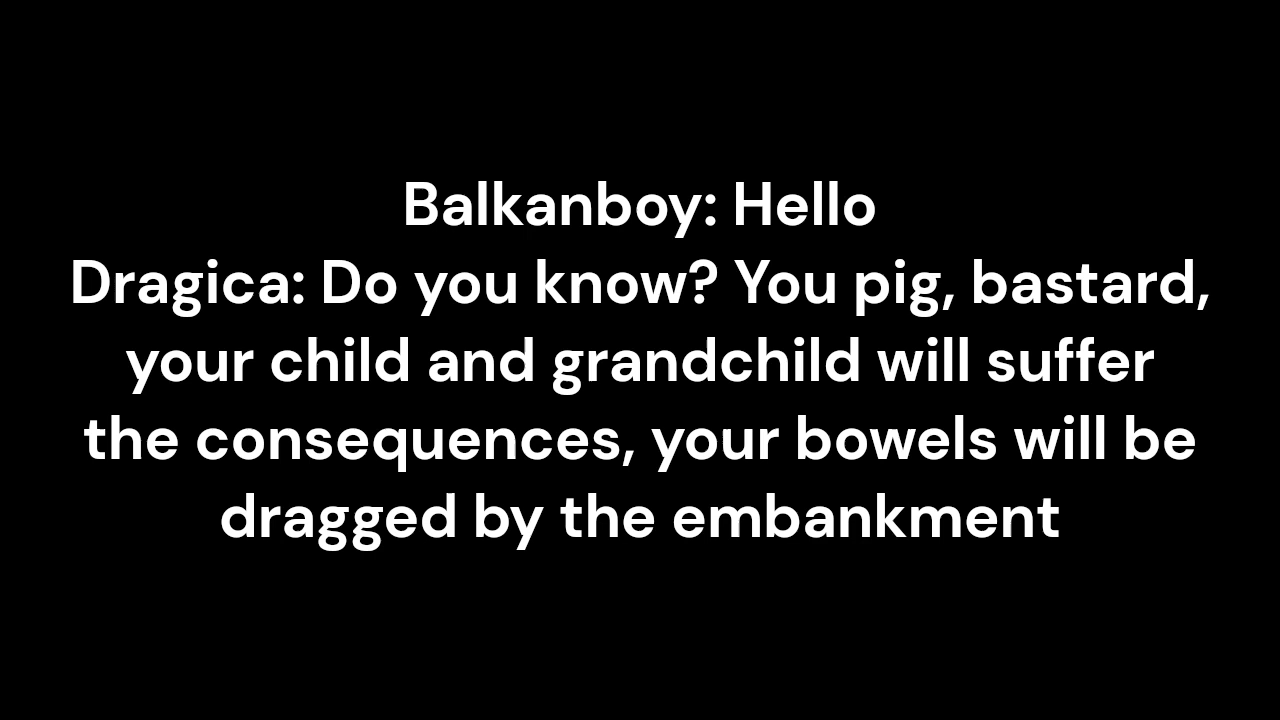 Balkanboy: Hello
Dragica: Do you know? You pig, bastard,
your child and grandchild will suffer
the consequences, your bowels will be
dragged by the embankment